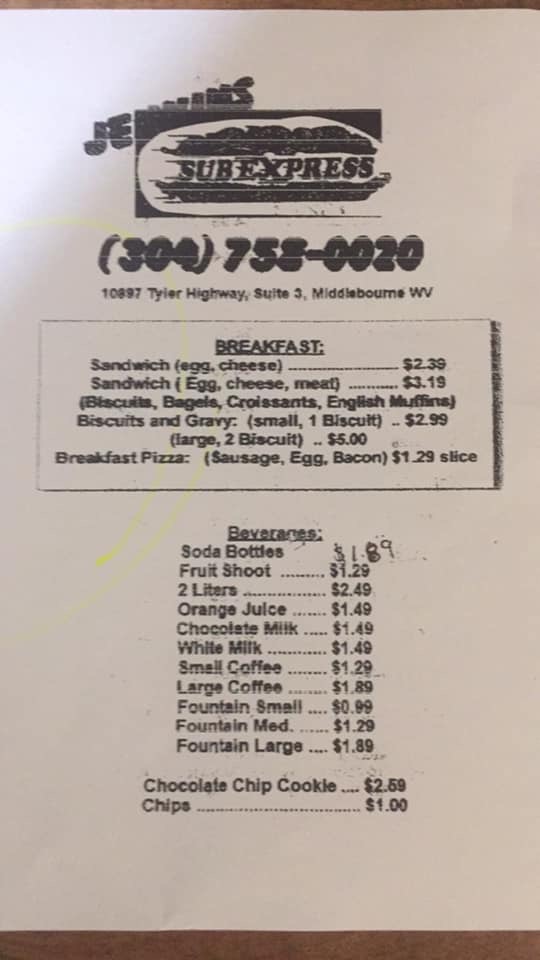 SUB EXPRESS
(304) 758-0020
10897 Tyler Highway, Suite 3, Middlebourne WV
BREAKFAST:
Sandwich (egg, cheese) ........................ $2.39
Sandwich ( Egg, cheese, meat) ........... $3.19
(Biscuits, Bagels, Croissants, English Muffins)
Biscuits and Gravy: (small, 1 Biscuit) .. $2.99
(large, 2 Biscuit) .. $5.00
Breakfast Pizza: (Sausage, Egg, Bacon) $1.29 slice
Beverages:
Soda Bottles $1.89
Fruit Shoot ......... $1.29
2 Liters ................. $2.49
Orange Juice ....... $1.49
Chocolate Milk ..... $1.49
White Milk ............ $1.49
Small Coffee ........ $1.29
Large Coffee ........ $1.89
Fountain Small .... $0.99
Fountain Med. ...... $1.29
Fountain Large .... $1.89
Chocolate Chip Cookie .... $2.59
Chips .................................. $1.00